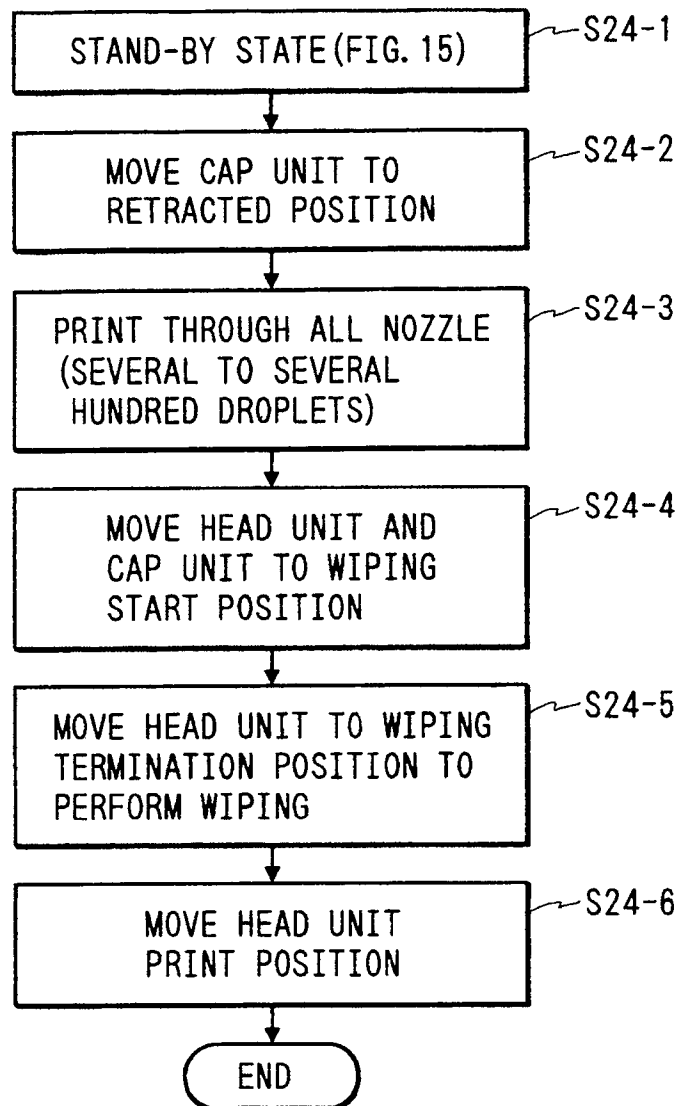 STAND-BY STATE(FIG. 15)
S24-1
MOVE CAP UNIT TO
RETRACTED POSITION
S24-2
PRINT THROUGH ALL NOZZLE
(SEVERAL TO SEVERAL
HUNDRED DROPLETS)
S24-3
MOVE HEAD UNIT AND
CAP UNIT TO WIPING
START POSITION
S24-4
MOVE HEAD UNIT TO WIPING
TERMINATION POSITION TO
PERFORM WIPING
S24-5
MOVE HEAD UNIT
PRINT POSITION
S24-6
END